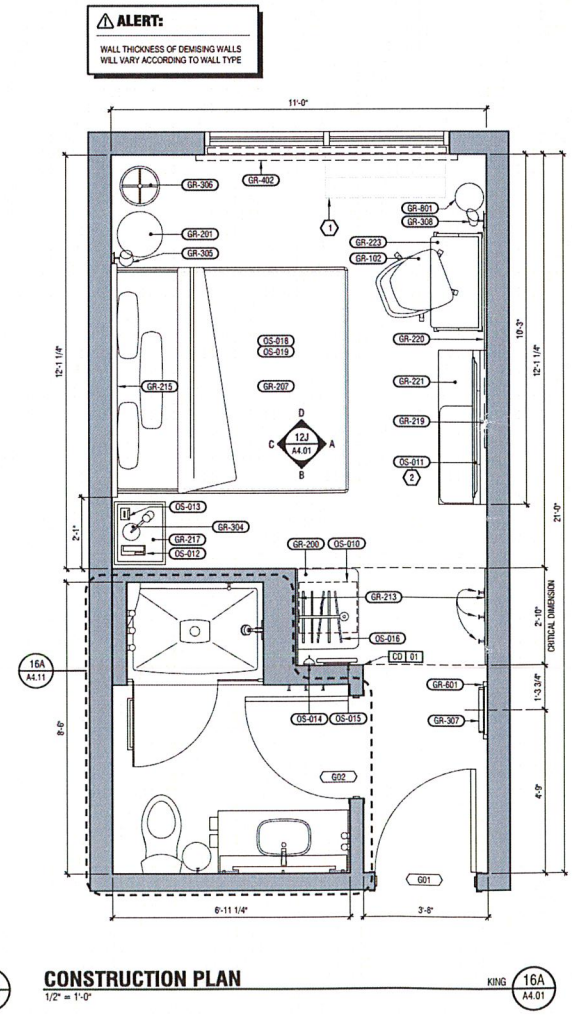 ALERT:
WALL THICKNESS OF DEMISING WALLS
WILL VARY ACCORDING TO WALL TYPE
11'-0"
GR-306
GR-402
GR-801
GR-308
1
GR-201
GR-223
GR-305
GR-102
12'-1 1/4"
OS-018
OS-019
GR-220
10'-3"
12'-1 1/4"
GR-215
GR-207
GR-221
D
C
12J
A4.01
A
B
GR-219
OS-011
2
21'-0"
2'-1"
OS-013
GR-304
GR-217
OS-012
GR-200
OS-010
GR-213
2'-10"
CRITICAL DIMENSION
OS-016
16A
A4.11
CD 01
GR-601
1'-3 3/4"
8'-6"
OS-014
OS-015
GR-307
G02
4'-9"
G01
6'-11 1/4"
3'-8"
CONSTRUCTION PLAN
1/2" = 1'-0"
KING
16A
A4.01